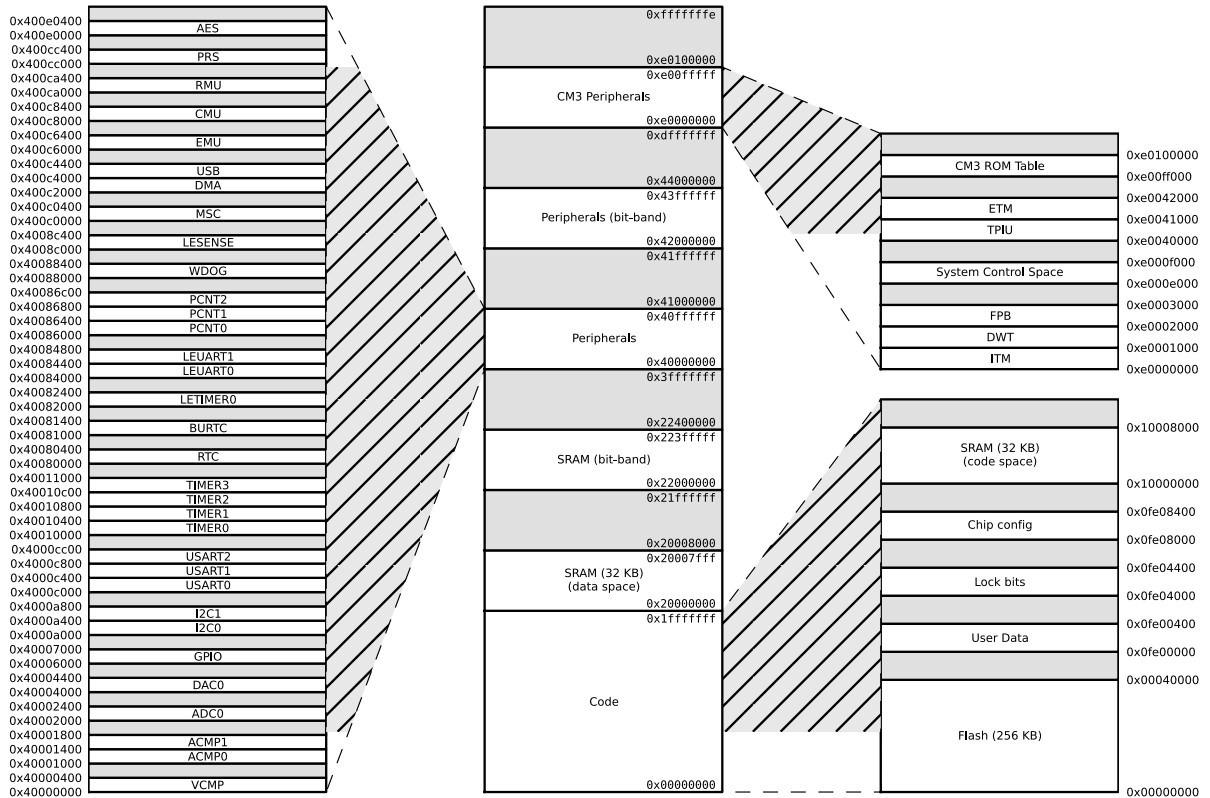 0x400e0400
AES
0x400e0000
0x400cc400
PRS
0x400cc000
0x400ca400
RMU
0x400ca000
0x400c8400
CMU
0x400c8000
0x400c6400
EMU
0x400c6000
0x400c4400
USB
0x400c4000
DMA
0x400c2000
0x400c0400
MSC
0x400c0000
0x4008c400
LESENSE
0x4008c000
0x40088400
WDOG
0x40088000
0x40086c00
PCNT2
0x40086800
PCNT1
0x40086400
PCNT0
0x40086000
0x40084800
LEUART1
0x40084400
LEUART0
0x40084000
0x40082400
LETIMER0
0x40082000
0x40081400
BURTC
0x40081000
0x40080400
RTC
0x40080000
0x40011000
TIMER3
0x40010c00
TIMER2
0x40010800
TIMER1
0x40010400
TIMER0
0x40010000
0x4000cc00
USART2
0x4000c800
USART1
0x4000c400
USART0
0x4000c000
0x4000a800
I2C1
0x4000a400
I2C0
0x4000a000
0x40007000
GPIO
0x40006000
0x40004400
DAC0
0x40004000
0x40002400
ADC0
0x40002000
0x40001800
ACMP1
0x40001400
ACMP0
0x40001000
0x40000400
VCMP
0x40000000
0xfffffffe
0xe0100000
0xe00fffff
CM3 Peripherals
0xe0000000
0xdfffffff
0x44000000
0x43ffffff
Peripherals (bit-band)
0x42000000
0x41ffffff
0x41000000
0x40ffffff
Peripherals
0x40000000
0x3fffffff
0x22400000
0x223fffff
SRAM (bit-band)
0x22000000
0x21ffffff
0x20008000
0x20007fff
SRAM (32 KB)
(data space)
0x20000000
0x1fffffff
Code
0x00000000
0xe0100000
CM3 ROM Table
0xe00ff000
0xe0042000
ETM
0xe0041000
TPIU
0xe0040000
0xe000f000
System Control Space
0xe000e000
0xe0003000
FPB
0xe0002000
DWT
0xe0001000
ITM
0xe0000000
0x10008000
SRAM (32 KB)
(code space)
0x10000000
0x0fe08400
Chip config
0x0fe08000
0x0fe04400
Lock bits
0x0fe04000
0x0fe00400
User Data
0x0fe00000
0x00040000
Flash (256 KB)
0x00000000